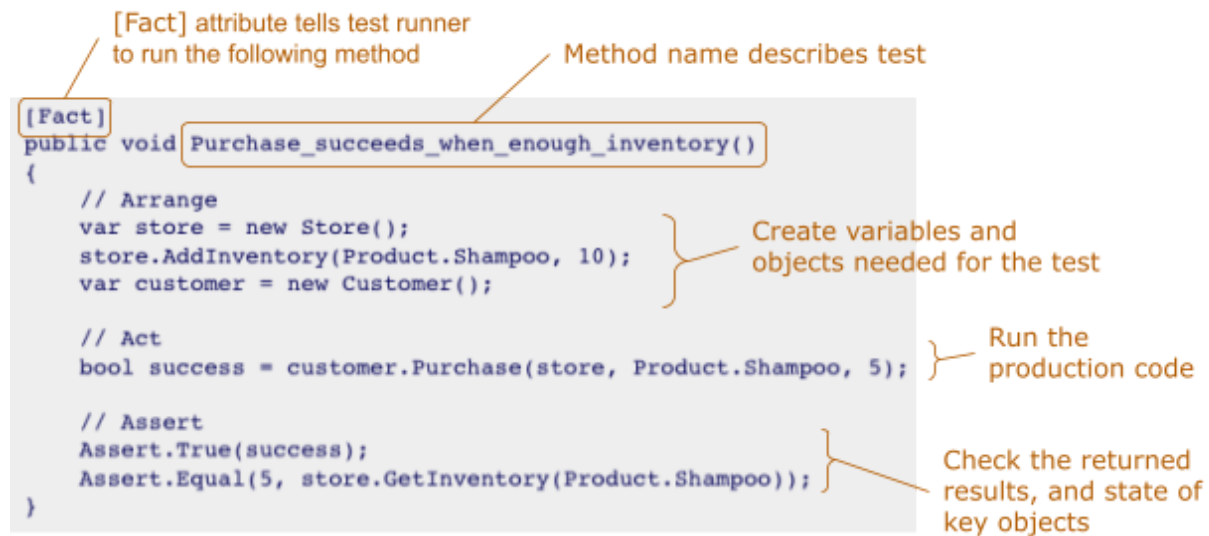 [Fact] attribute tells test runner
to run the following method
Method name describes test
[Fact]
public void Purchase_succeeds_when_enough_inventory()
{
// Arrange
var store = new Store();
store.AddInventory(Product.Shampoo, 10);
var customer = new Customer();
Create variables and
objects needed for the test
// Act
bool success = customer.Purchase(store, Product.Shampoo, 5);
Run the
production code
// Assert
Assert.True(success);
Assert.Equal(5, store.GetInventory(Product.Shampoo));
}
Check the returned
results, and state of
key objects